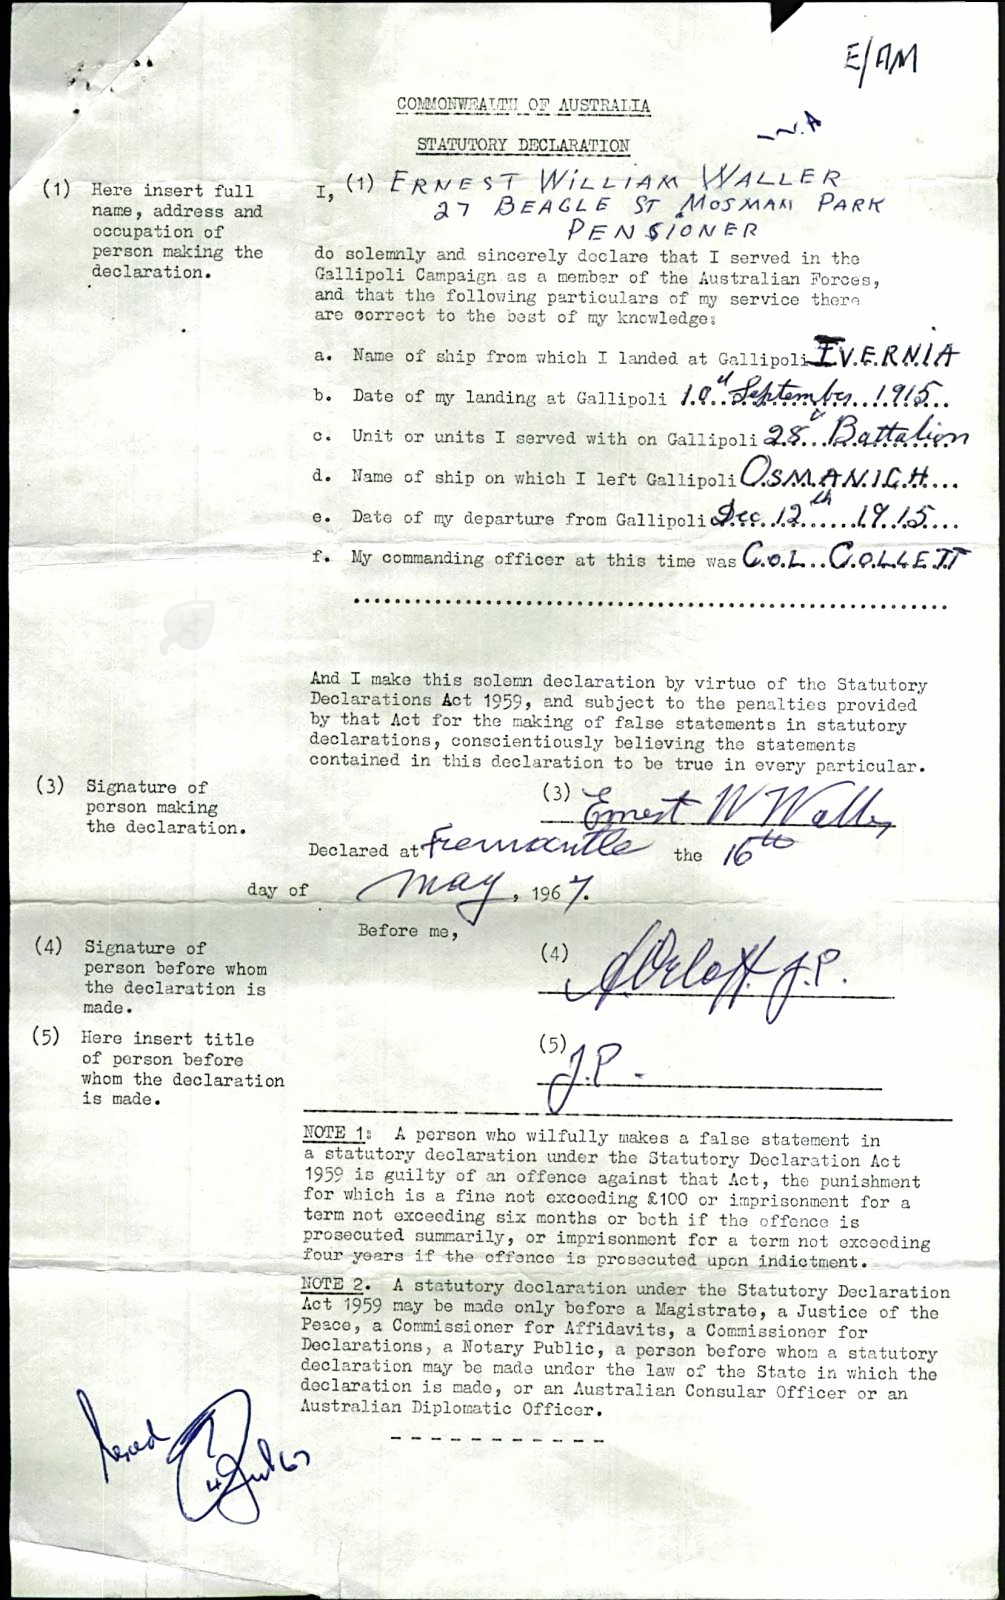 E/AM
COMMONWEALTH OF AUSTRALIA
W.A
STATUTORY DECLARATION
(1) Here insert full
name, address and
occupation of
person making the
declaration.
I, (1) ERNEST WILLIAM WALLER
27 BEAGLE ST MOSMAN PARK
PENSIONER
do solemnly and sincerely declare that I served in the
Gallipoli Campaign as a member of the Australian Forces,
and that the following particulars of my service there
are correct to the best of my knowledge:
a. Name of ship from which I landed at Gallipoli IVERNIA
b. Date of my landing at Gallipoli 10th September 1915
c. Unit or units I served with on Gallipoli 28th Battalion
d. Name of ship on which I left Gallipoli OSMANIGH
e. Date of my departure from Gallipoli Dec 12th 1915
f. My commanding officer at this time was COL COLLETT
And I make this solemn declaration by virtue of the Statutory
Declarations Act 1959, and subject to the penalties provided
by that Act for the making of false statements in statutory
declarations, conscientiously believing the statements
contained in this declaration to be true in every particular.
(3) Signature of
person making
the declaration.
(3) Ernest W Waller
Declared at Fremantle the 16th
day of May, 1967.
Before me,
(4) Signature of
person before whom
the declaration is
made.
(4) J.P.
(5) Here insert title
of person before
whom the declaration
is made.
(5) J.P.
NOTE 1: A person who wilfully makes a false statement in
a statutory declaration under the Statutory Declaration Act
1959 is guilty of an offence against that Act, the punishment
for which is a fine not exceeding £100 or imprisonment for a
term not exceeding six months or both if the offence is
prosecuted summarily, or imprisonment for a term not exceeding
four years if the offence is prosecuted upon indictment.
NOTE 2. A statutory declaration under the Statutory Declaration
Act 1959 may be made only before a Magistrate, a Justice of the
Peace, a Commissioner for Affidavits, a Commissioner for
Declarations, a Notary Public, a person before whom a statutory
declaration may be made under the law of the State in which the
declaration is made, or an Australian Consular Officer or an
Australian Diplomatic Officer.